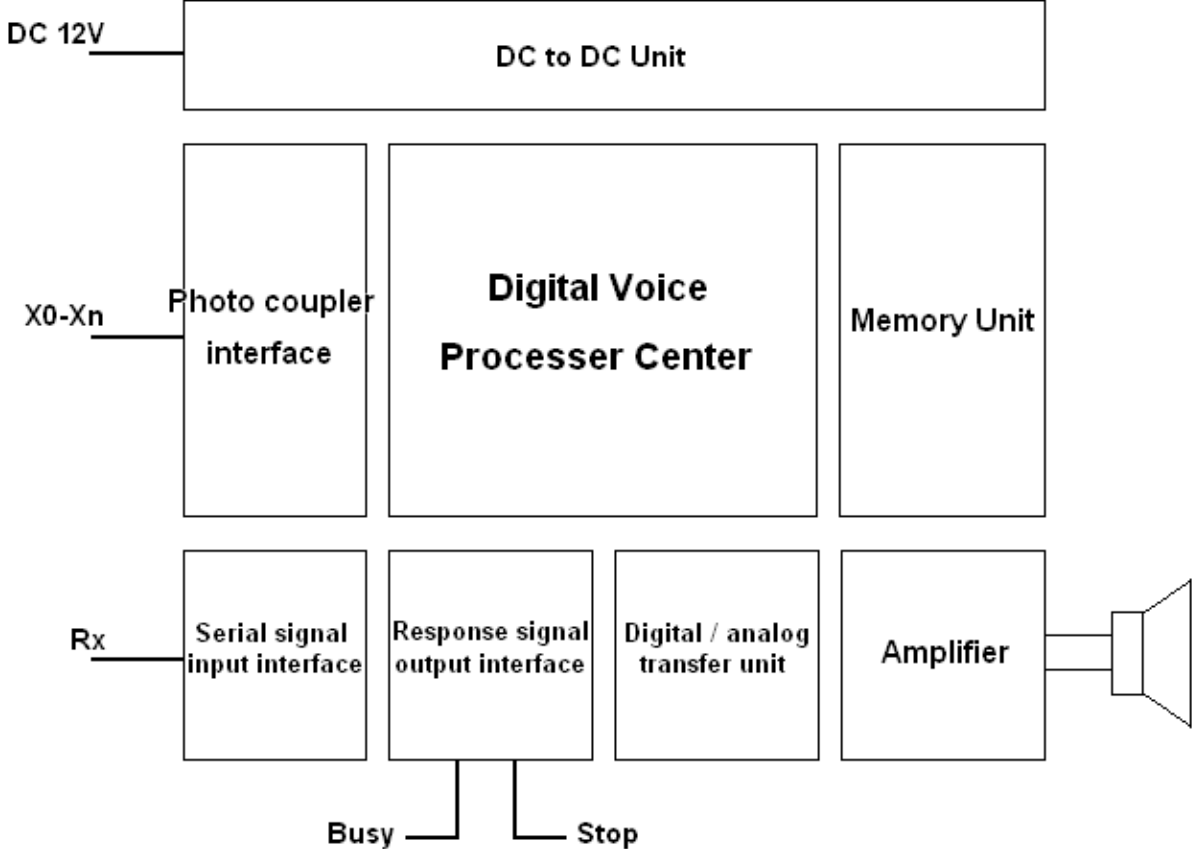 DC 12V
DC to DC Unit
X0-Xn
Photo coupler
interface
Digital Voice
Processer Center
Memory Unit
Rx
Serial signal
input interface
Response signal
output interface
Digital / analog
transfer unit
Amplifier
Busy
Stop